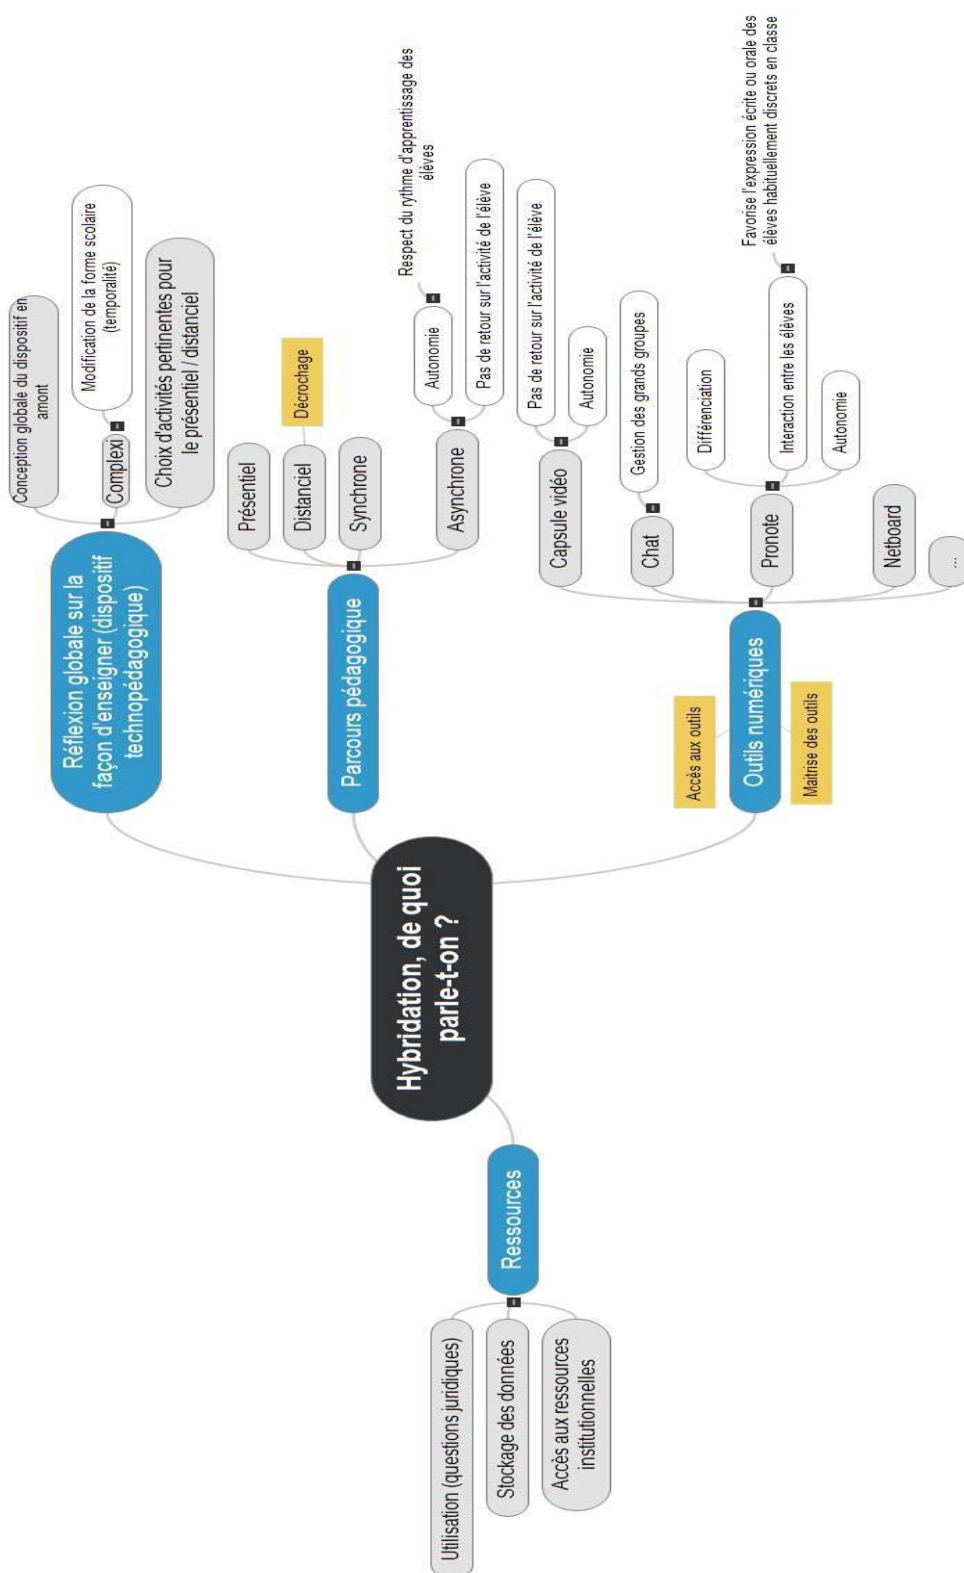 Hybridation, de quoi
parle-t-on ?
Réflexion globale sur la
façon d'enseigner (dispositif
technopédagogique)
Conception globale du dispositif en
amont
Complexi
Modification de la forme scolaire
(temporalité)
Choix d'activités pertinentes pour
le présentiel / distanciel
Parcours pédagogique
Présentiel
Distanciel
Décrochage
Synchrone
Asynchrone
Autonomie
Respect du rythme d'apprentissage des
élèves
Pas de retour sur l'activité de l'élève
Outils numériques
Accès aux outils
Maitrise des outils
Capsule vidéo
Pas de retour sur l'activité de l'élève
Autonomie
Chat
Gestion des grands groupes
Pronote
Différenciation
Interaction entre les élèves
Favorise l'expression écrite ou orale des
élèves habituellement discrets en classe
Autonomie
Netboard
...
Ressources
Utilisation (questions juridiques)
Stockage des données
Accès aux ressources
institutionnelles